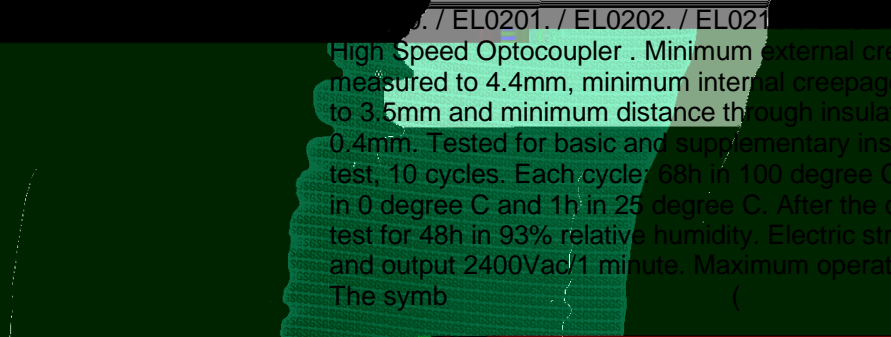 . / EL0201. / EL0202. / EL021
High Speed Optocoupler . Minimum external cre
measured to 4.4mm, minimum internal creepag
to 3.5mm and minimum distance through insula
0.4mm. Tested for basic and supplementary ins
test, 10 cycles. Each cycle: 68h in 100 degree C
in 0 degree C and 1h in 25 degree C. After the c
test for 48h in 93% relative humidity. Electric str
and output 2400Vac/1 minute. Maximum operat
The symb (